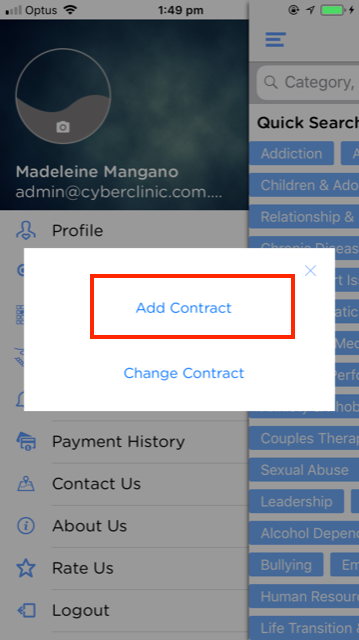 Optus
1:49 pm
Madeleine Mangano
admin@cyberclinic.com....
Category,
Quick Search
Addiction
A
Children & Ado
Relationship &
Profile
Add Contract
Change Contract
Couples Therap
Payment History
Sexual Abuse
Contact Us
Leadership
About Us
Alcohol Depend
Rate Us
Bullying
Em
Human Resour
Logout
Life Transition &